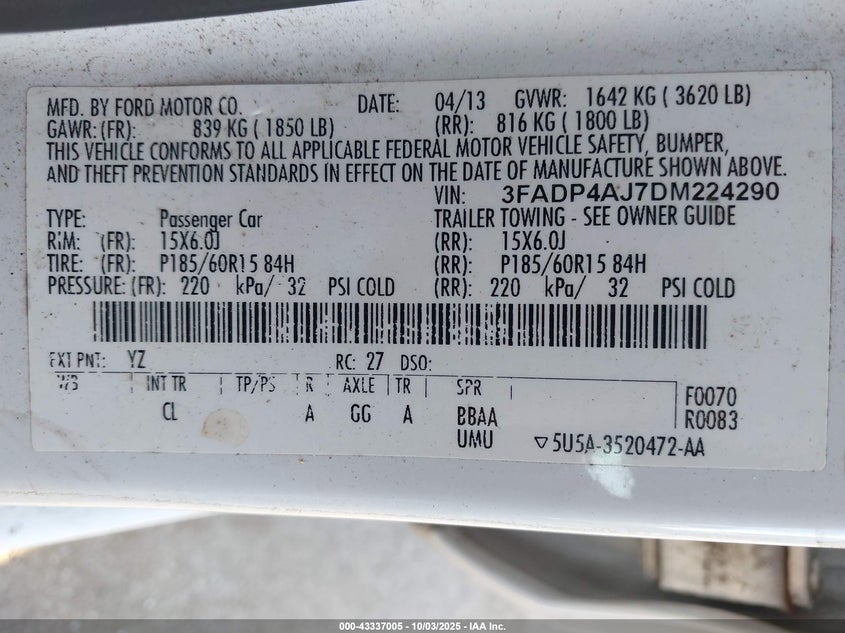 MFD. BY FORD MOTOR CO. DATE: 04/13 GVWR: 1642 KG ( 3620 LB)
GAWR: (FR): 839 KG ( 1850 LB) (RR): 816 KG ( 1800 LB)
THIS VEHICLE CONFORMS TO ALL APPLICABLE FEDERAL MOTOR VEHICLE SAFETY, BUMPER,
AND THEFT PREVENTION STANDARDS IN EFFECT ON THE DATE OF MANUFACTURE SHOWN ABOVE.
VIN: 3FADP4AJ7DM224290
TYPE: Passenger Car TRAILER TOWING - SEE OWNER GUIDE
RIM: (FR): 15X6.0J (RR): 15X6.0J
TIRE: (FR): P185/60R15 84H (RR): P185/60R15 84H
PRESSURE: (FR): 220 kPa/ 32 PSI COLD (RR): 220 kPa/ 32 PSI COLD
EXT PNT: YZ RC: 27 DSO:
WB INT TR TP/PS R AXLE TR SPR F0070
CL A GG A BBAA R0083
UMU ▽5U5A-3520472-AA
000-43337005 - 10/03/2025 - IAA Inc.